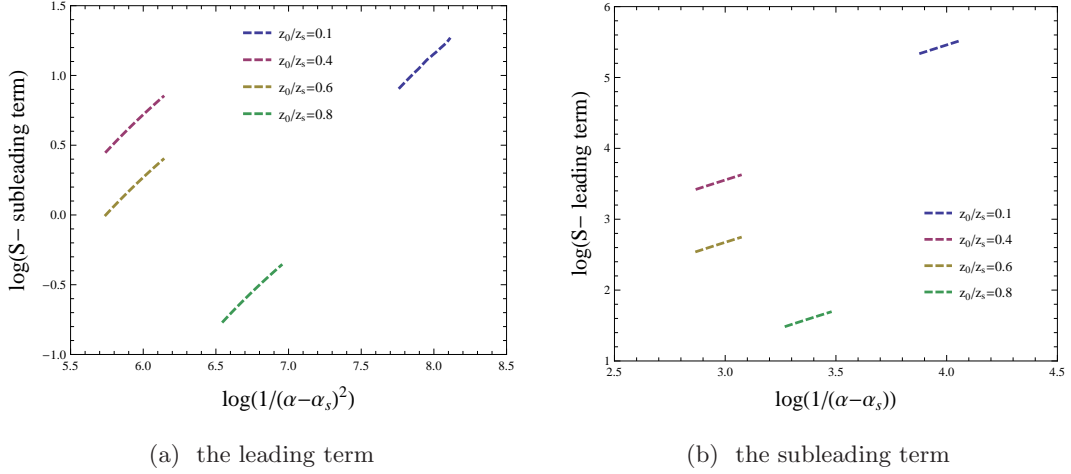 1.5
1.0
0.5
0.0
−0.5
−1.0
5.5 6.0 6.5 7.0 7.5 8.0 8.5
log(S− subleading term)
log(1/(α−αₛ)²)
z₀/zₛ=0.1
z₀/zₛ=0.4
z₀/zₛ=0.6
z₀/zₛ=0.8
(a) the leading term
6
5
4
3
2
1
2.5 3.0 3.5 4.0 4.5
log(S− leading term)
log(1/(α−αₛ))
z₀/zₛ=0.1
z₀/zₛ=0.4
z₀/zₛ=0.6
z₀/zₛ=0.8
(b) the subleading term